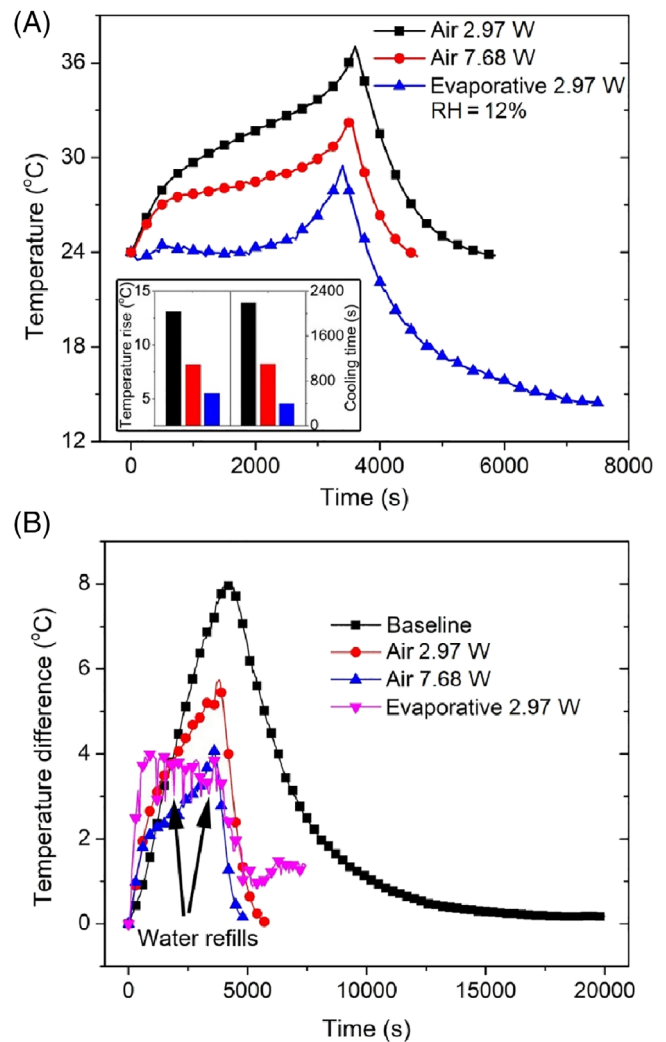 (A)
Air 2.97 W
Air 7.68 W
Evaporative 2.97 W
RH = 12%
36
30
24
18
12
Temperature (°C)
15
10
5
Temperature rise (°C)
2400
1600
800
0
Cooling time (s)
0
2000
4000
6000
8000
Time (s)
(B)
Baseline
Air 2.97 W
Air 7.68 W
Evaporative 2.97 W
8
6
4
2
0
Temperature difference (°C)
Water refills
0
5000
10000
15000
20000
Time (s)